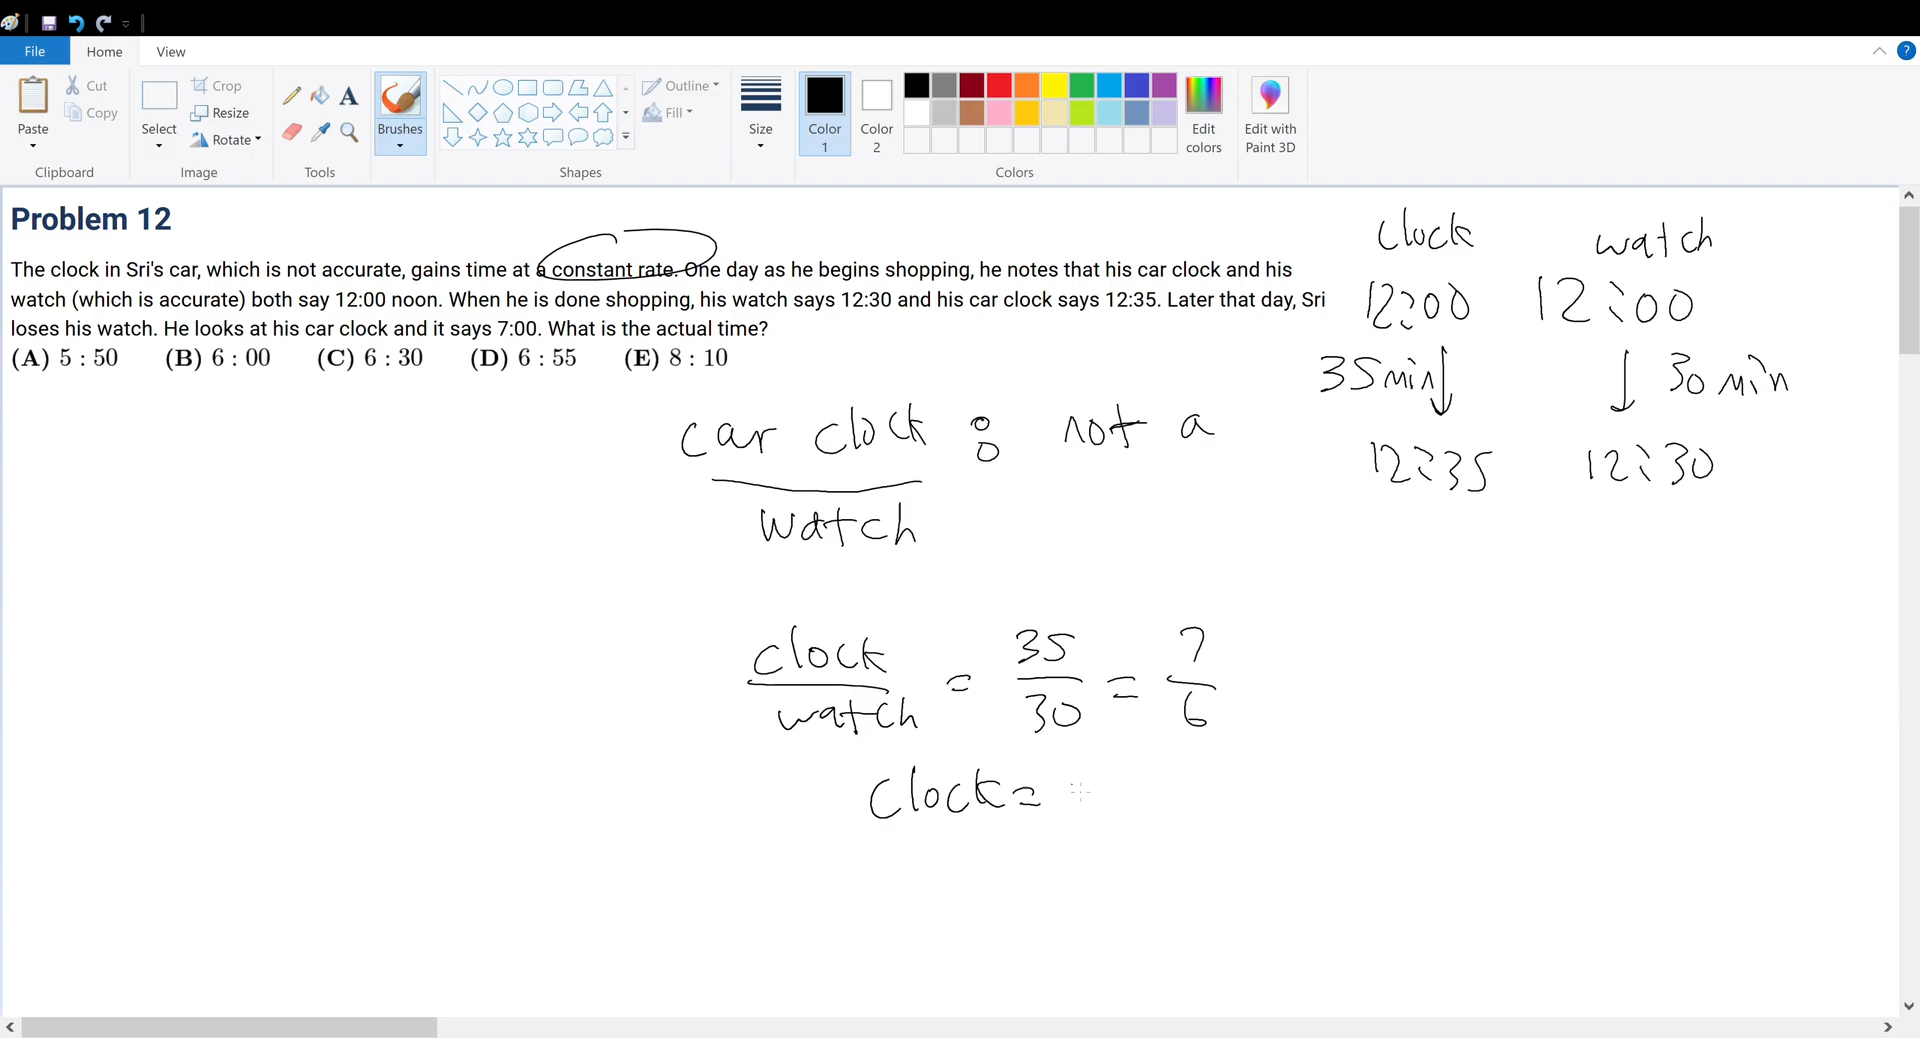 File Home View
Paste
Cut
Copy
Clipboard
Select
Crop
Resize
Rotate
Image
Tools
Brushes
Shapes
Outline
Fill
Size
Color 1
Color 2
Colors
Edit colors
Edit with Paint 3D
Problem 12
The clock in Sri's car, which is not accurate, gains time at a constant rate. One day as he begins shopping, he notes that his car clock and his
watch (which is accurate) both say 12:00 noon. When he is done shopping, his watch says 12:30 and his car clock says 12:35. Later that day, Sri
loses his watch. He looks at his car clock and it says 7:00. What is the actual time?
(A) 5 : 50 (B) 6 : 00 (C) 6 : 30 (D) 6 : 55 (E) 8 : 10
clock watch
12:00 12:00
35 min 30 min
12:35 12:30
car clock : not a
watch
clock / watch = 35 / 30 = 7 / 6
clock =